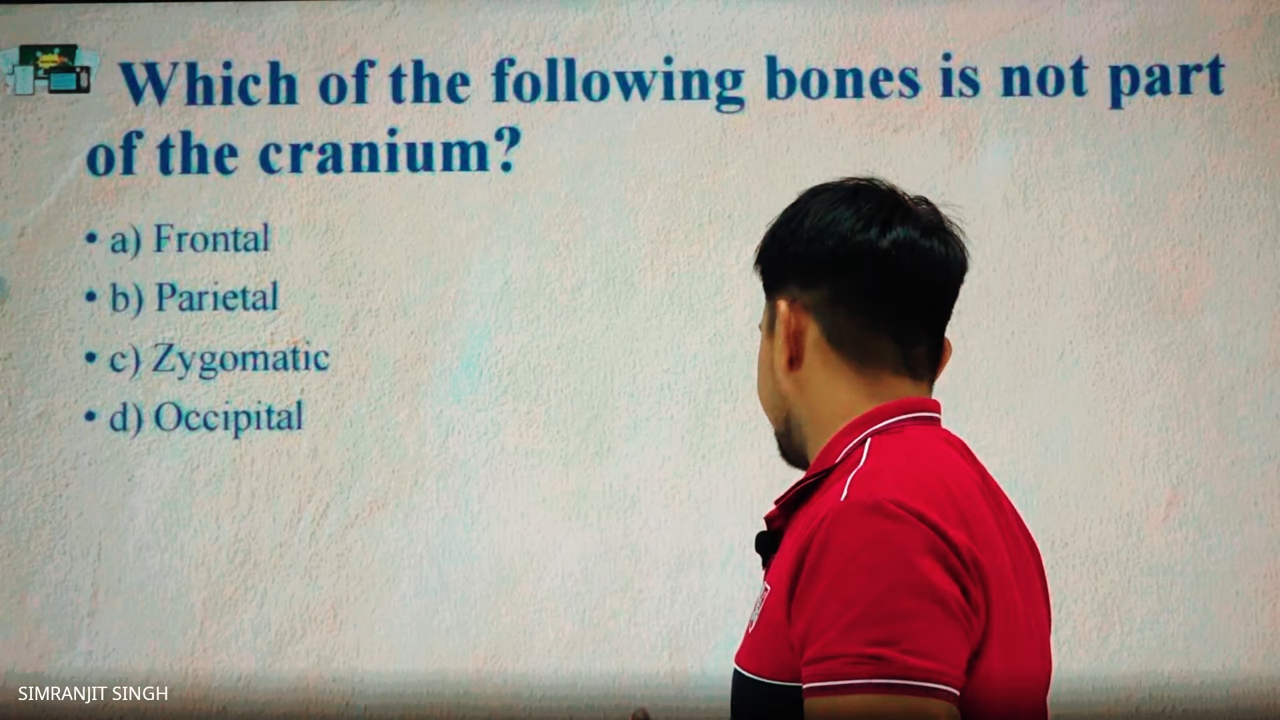 Which of the following bones is not part
of the cranium?
• a) Frontal
• b) Parietal
• c) Zygomatic
• d) Occipital
SIMRANJIT SINGH